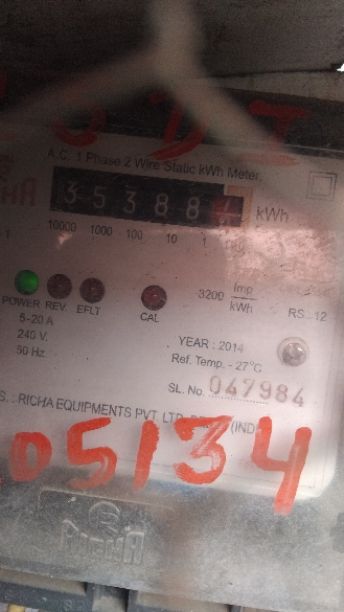 A.C. 1 Phase 2 Wire Static kWh Meter
35388
kWh
10000 1000 100 10 1
3200 Imp/kWh
RS-12
POWER REV EFLT CAL
5-20 A
240 V.
50 Hz.
YEAR : 2014
Ref. Temp. - 27°C
SL. No. 047984
RICHA EQUIPMENTS PVT. LTD.
05134